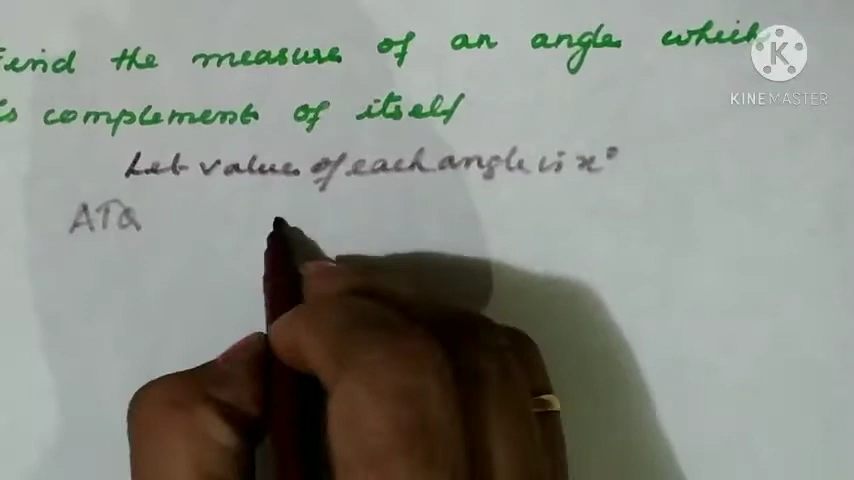 Find the measure of an angle which
is complement of itself
Let value of each angle is x°
ATQ
K
KINEMASTER